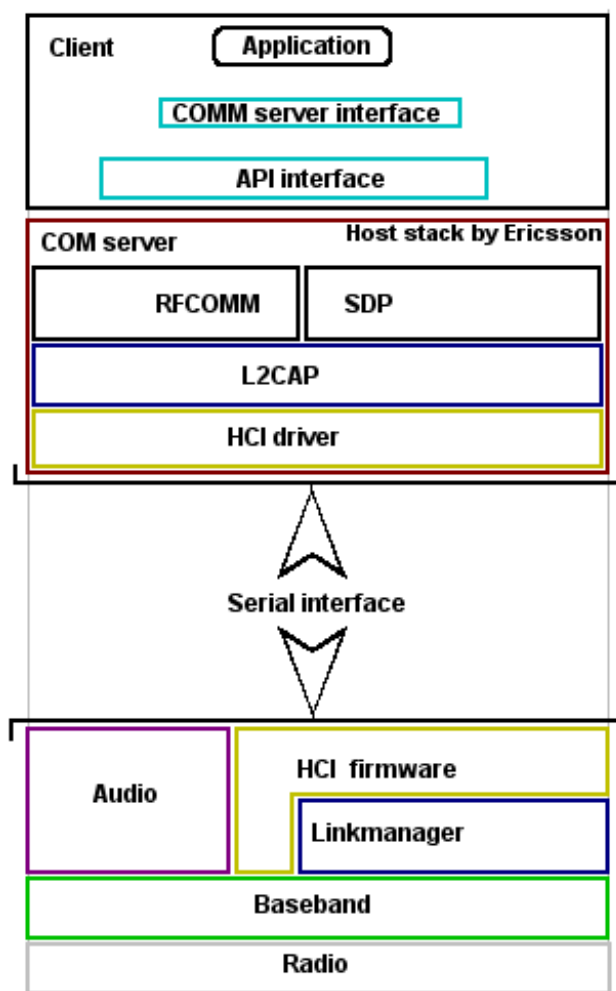 Client
Application
COMM server interface
API interface
COM server
Host stack by Ericsson
RFCOMM
SDP
L2CAP
HCI driver
Serial interface
Audio
HCI firmware
Linkmanager
Baseband
Radio